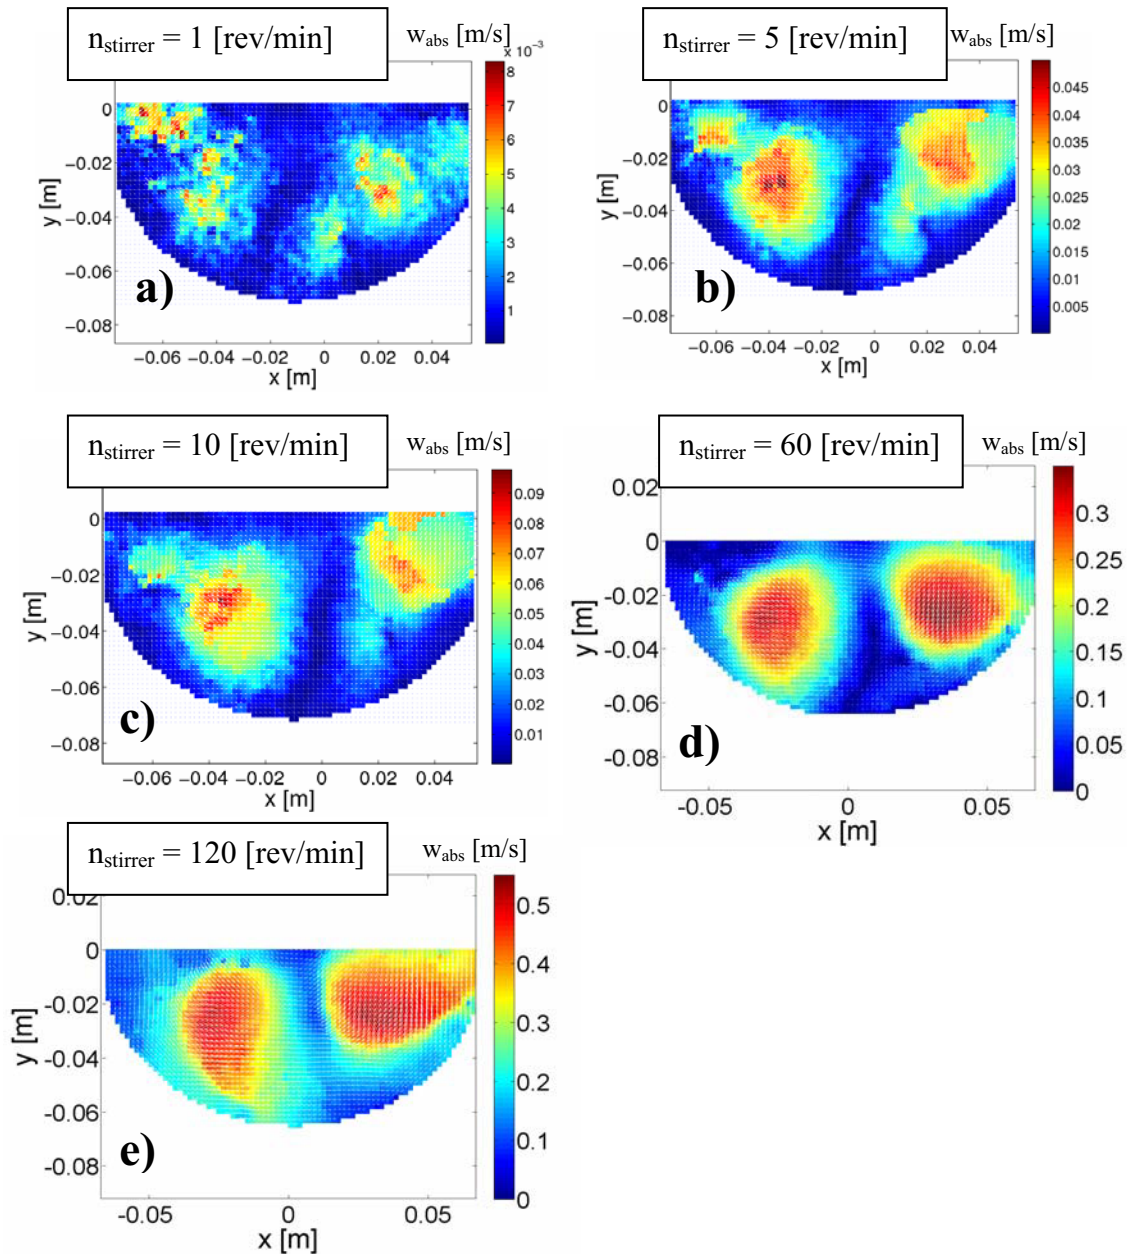 n_stirrer = 1 [rev/min]
w_abs [m/s]
x 10⁻³
8
7
6
5
4
3
2
1
0
−0.02
−0.04
−0.06
−0.08
y [m]
−0.06 −0.04 −0.02 0 0.02 0.04
x [m]
a)
n_stirrer = 5 [rev/min]
w_abs [m/s]
0.045
0.04
0.035
0.03
0.025
0.02
0.015
0.01
0.005
0
−0.02
−0.04
−0.06
−0.08
y [m]
−0.06 −0.04 −0.02 0 0.02 0.04
x [m]
b)
n_stirrer = 10 [rev/min]
w_abs [m/s]
0.09
0.08
0.07
0.06
0.05
0.04
0.03
0.02
0.01
0
−0.02
−0.04
−0.06
−0.08
y [m]
−0.06 −0.04 −0.02 0 0.02 0.04
x [m]
c)
n_stirrer = 60 [rev/min]
w_abs [m/s]
0.3
0.25
0.2
0.15
0.1
0.05
0
0.02
0
-0.02
-0.04
-0.06
-0.08
y [m]
-0.05 0 0.05
x [m]
d)
n_stirrer = 120 [rev/min]
w_abs [m/s]
0.5
0.4
0.3
0.2
0.1
0
0.02
0
-0.02
-0.04
-0.06
-0.08
y [m]
-0.05 0 0.05
x [m]
e)